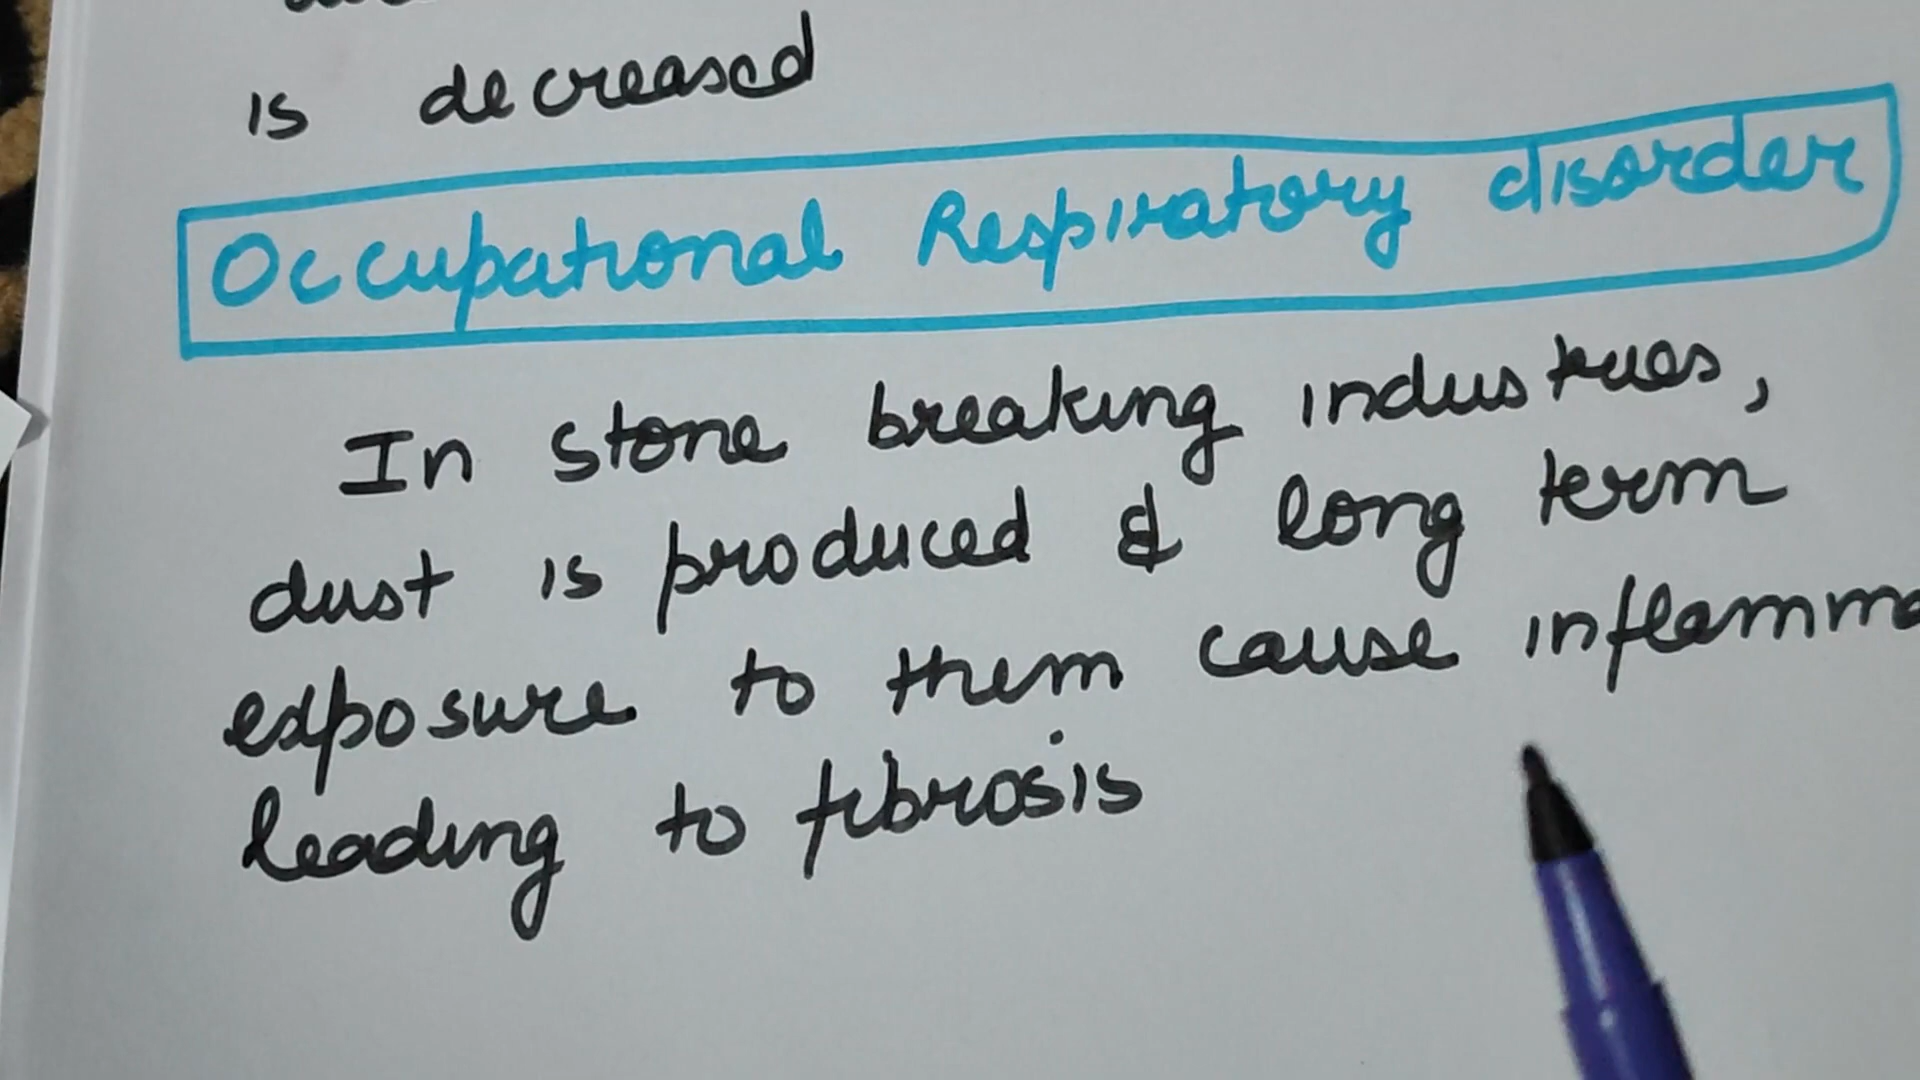 is decreased
Occupational Respiratory disorder
In stone breaking industries,
dust is produced & long term
exposure to them cause inflamma
leading to fibrosis